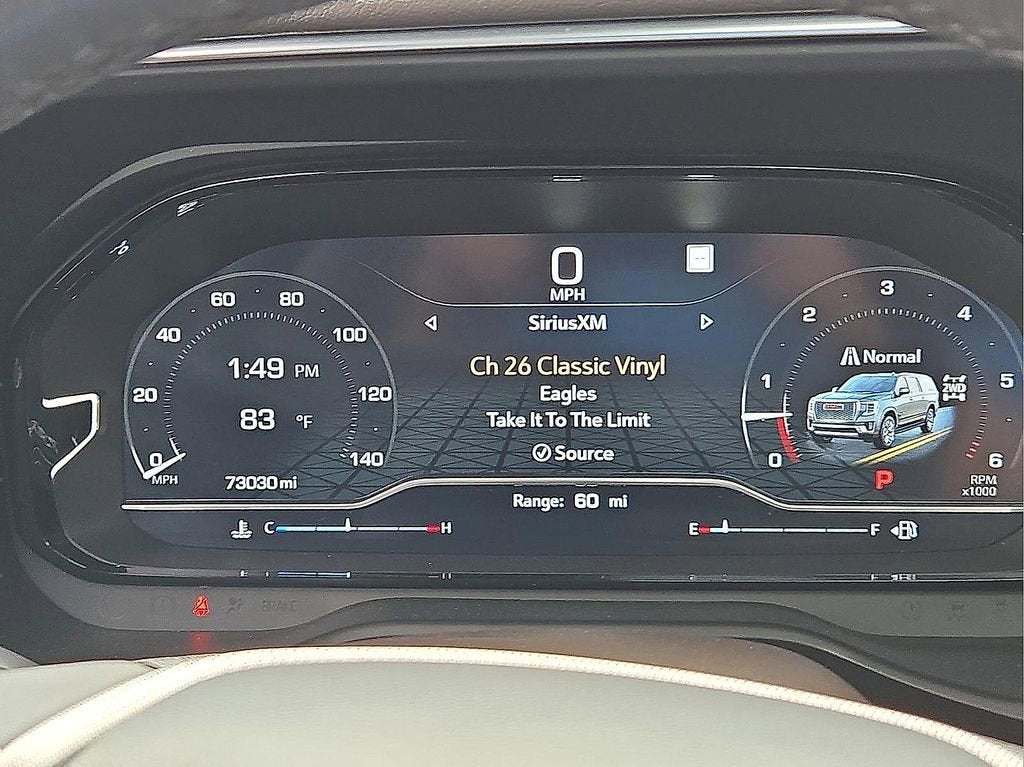 0
MPH
SiriusXM
Ch 26 Classic Vinyl
Eagles
Take It To The Limit
Source
Range: 60 mi
0 20 40 60 80 100 120 140
MPH
1:49 PM
83 °F
73030 mi
C H
0 1 2 3 4 5 6
Normal
2WD
P
RPM
x1000
E F
BRAKE